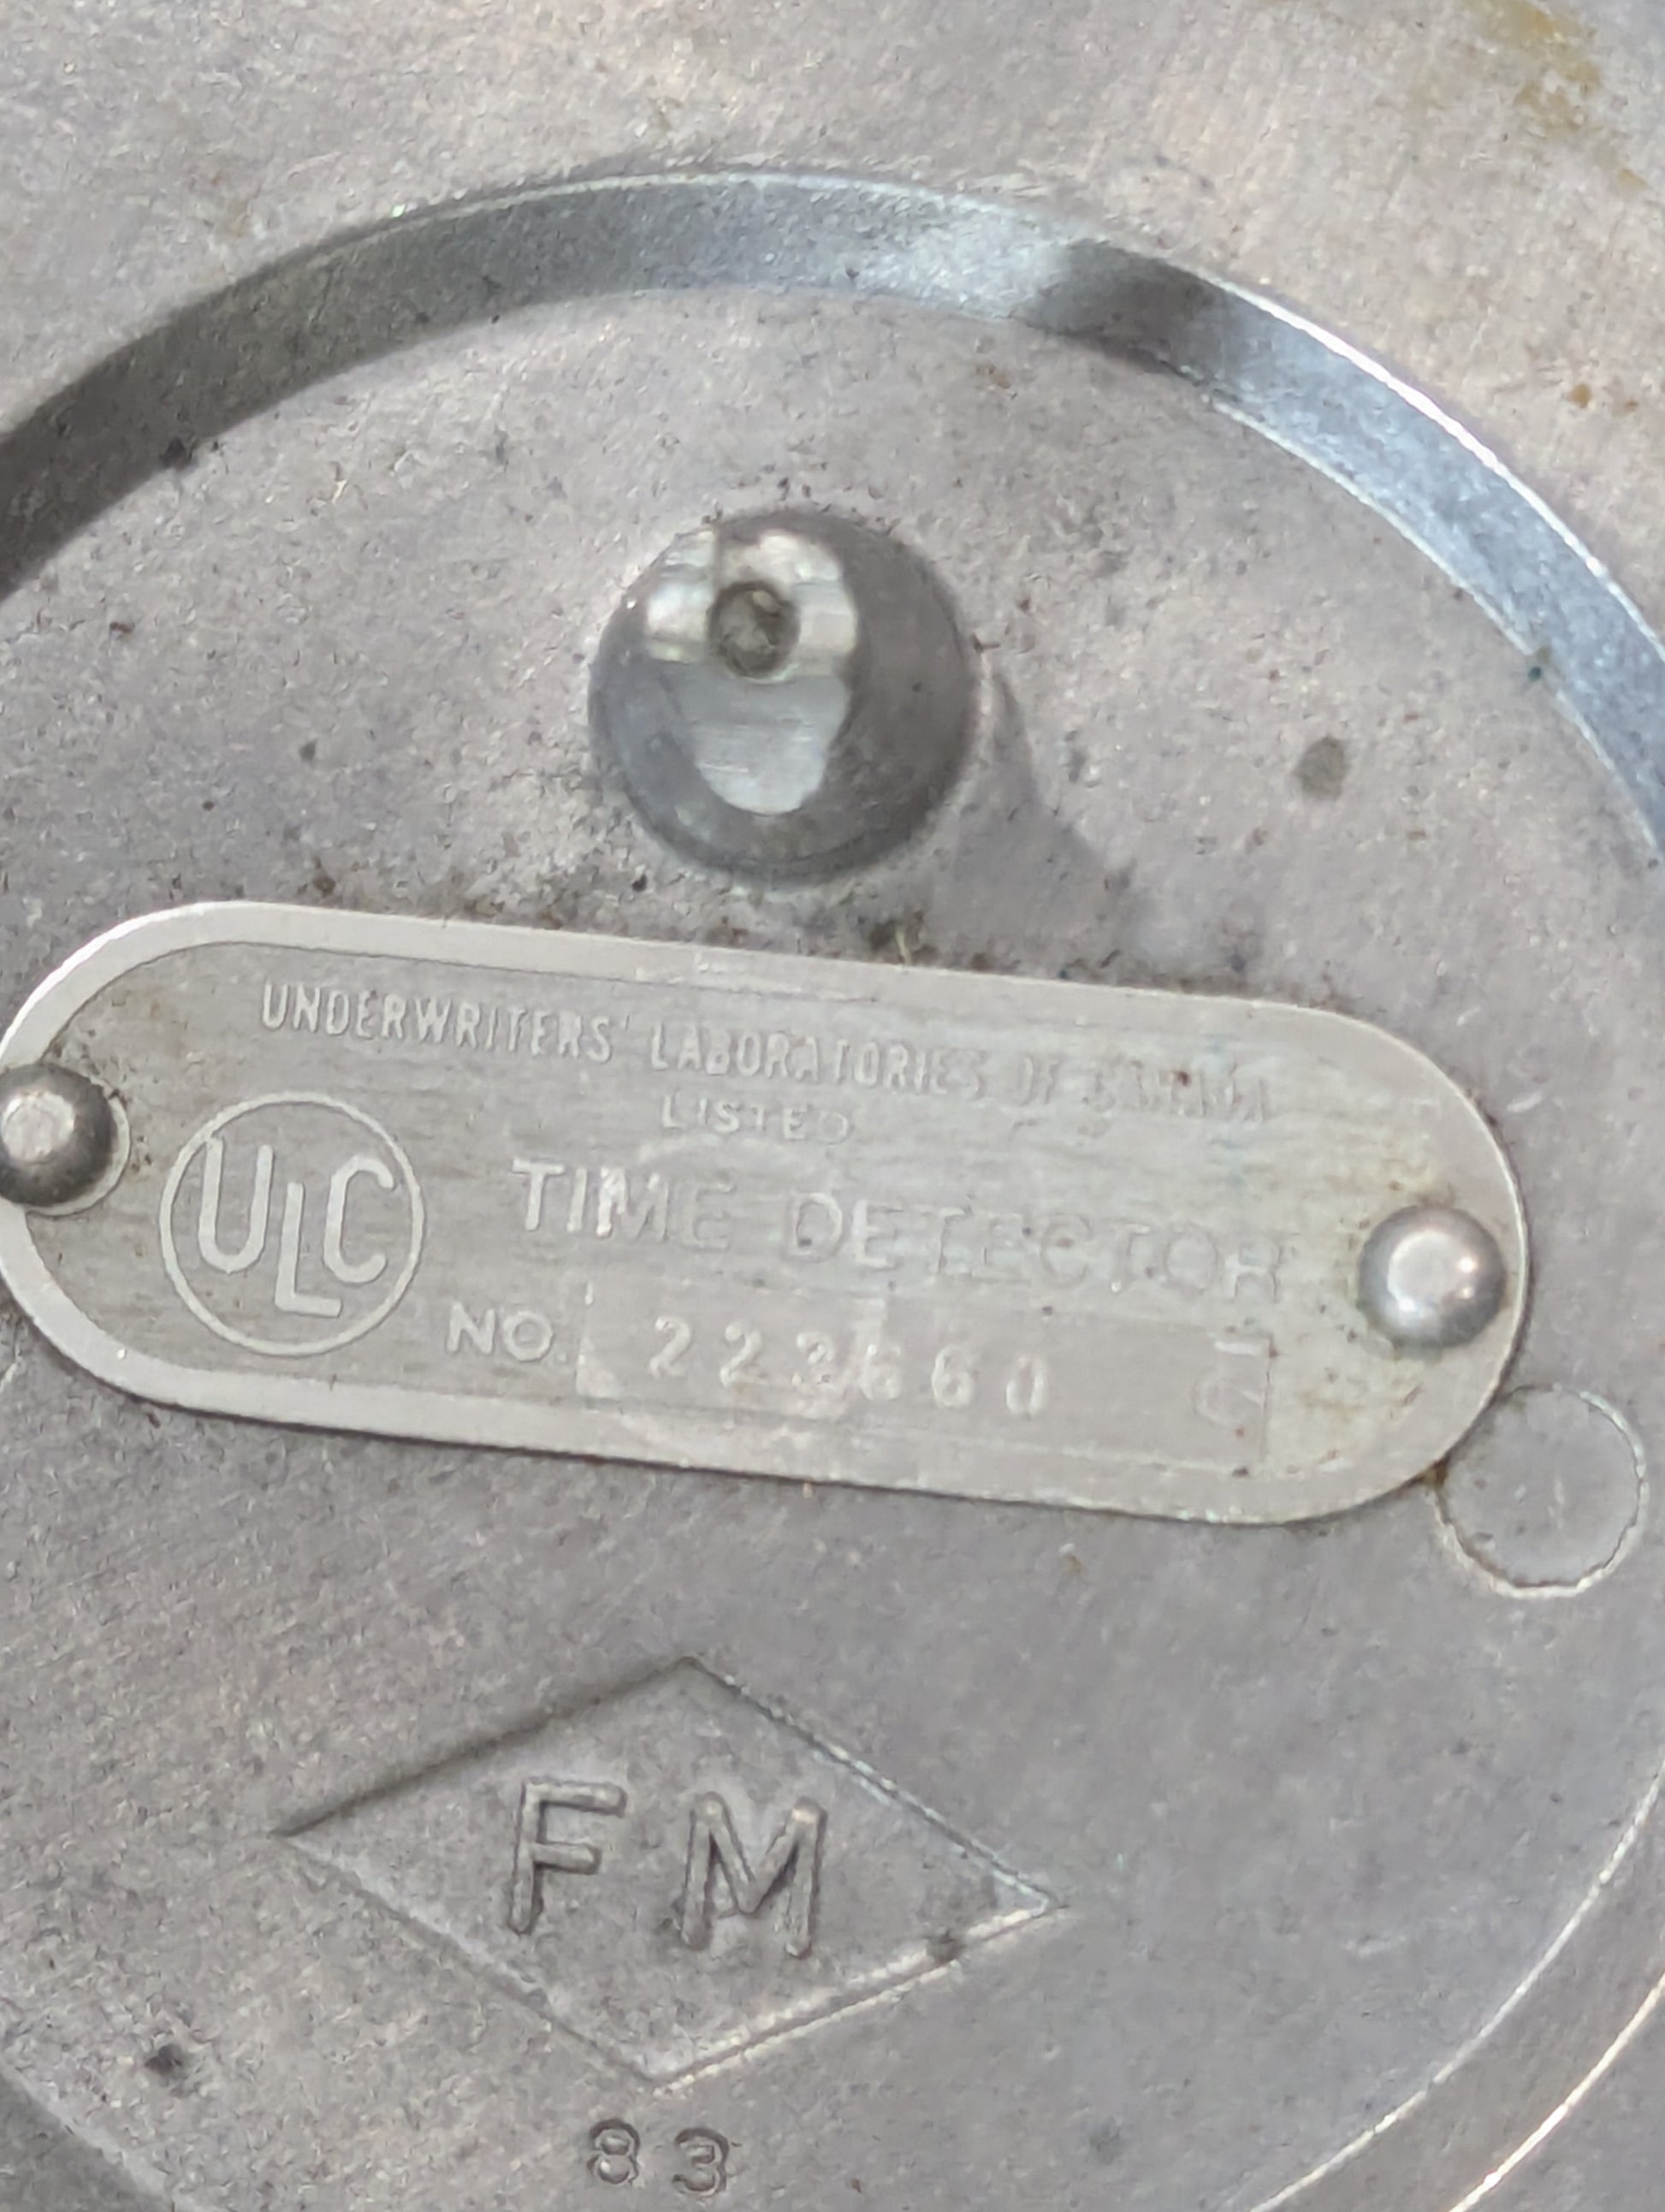 UNDERWRITERS' LABORATORIES OF CANADA
LISTED
ULC
TIME DETECTOR
NO. 223660
FM
83